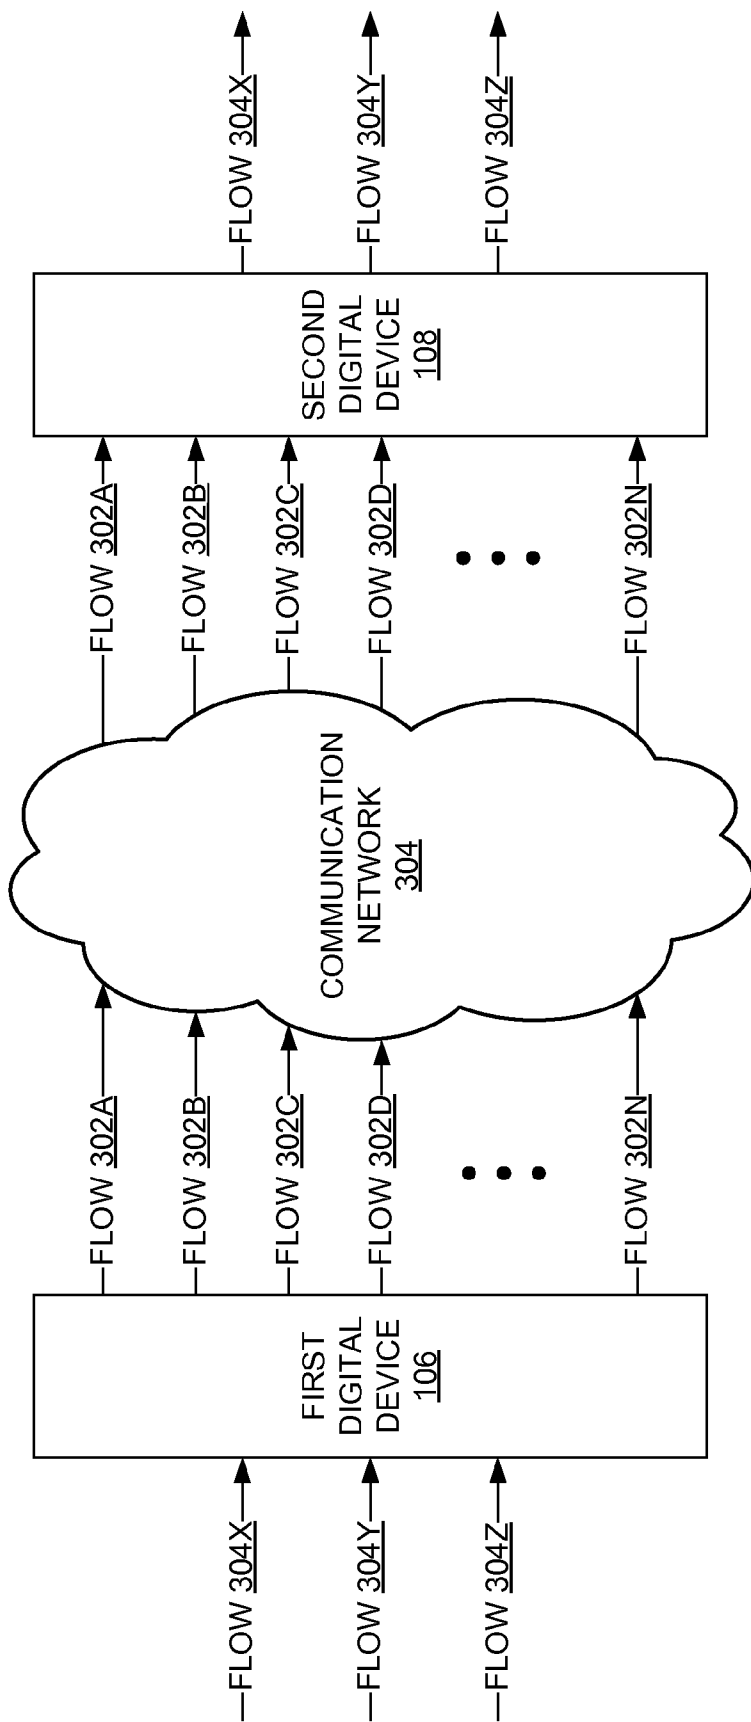 FLOW 304X
FLOW 304Y
FLOW 304Z
FIRST
DIGITAL
DEVICE
106
FLOW 302A
FLOW 302B
FLOW 302C
FLOW 302D
FLOW 302N
COMMUNICATION
NETWORK
304
FLOW 302A
FLOW 302B
FLOW 302C
FLOW 302D
FLOW 302N
SECOND
DIGITAL
DEVICE
108
FLOW 304X
FLOW 304Y
FLOW 304Z